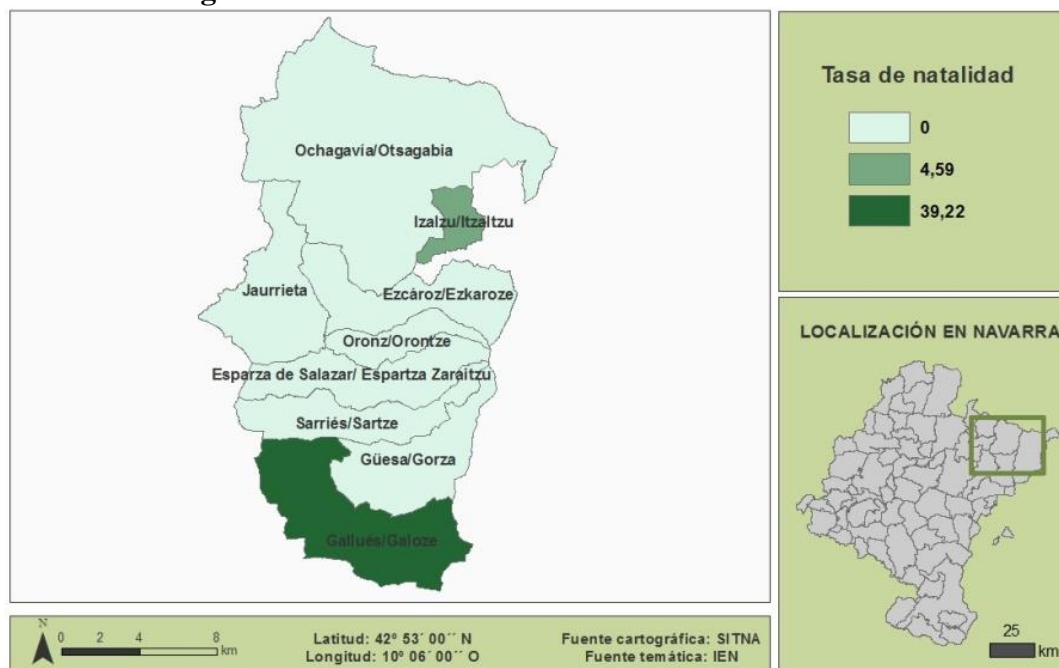 Ochagavía/Otsagabia
Izalzu/Itzaltzu
Jaurrieta
Ezcároz/Ezkaroze
Oronz/Orontze
Esparza de Salazar/ Espartza Zaraitzu
Sarriés/Sartze
Güesa/Gorza
Gallués/Galoze
Tasa de natalidad
0
4,59
39,22
LOCALIZACIÓN EN NAVARRA
25
km
N
0 2 4 8
km
Latitud: 42º 53´ 00´´ N
Longitud: 10º 06´ 00´´ O
Fuente cartográfica: SITNA
Fuente temática: IEN